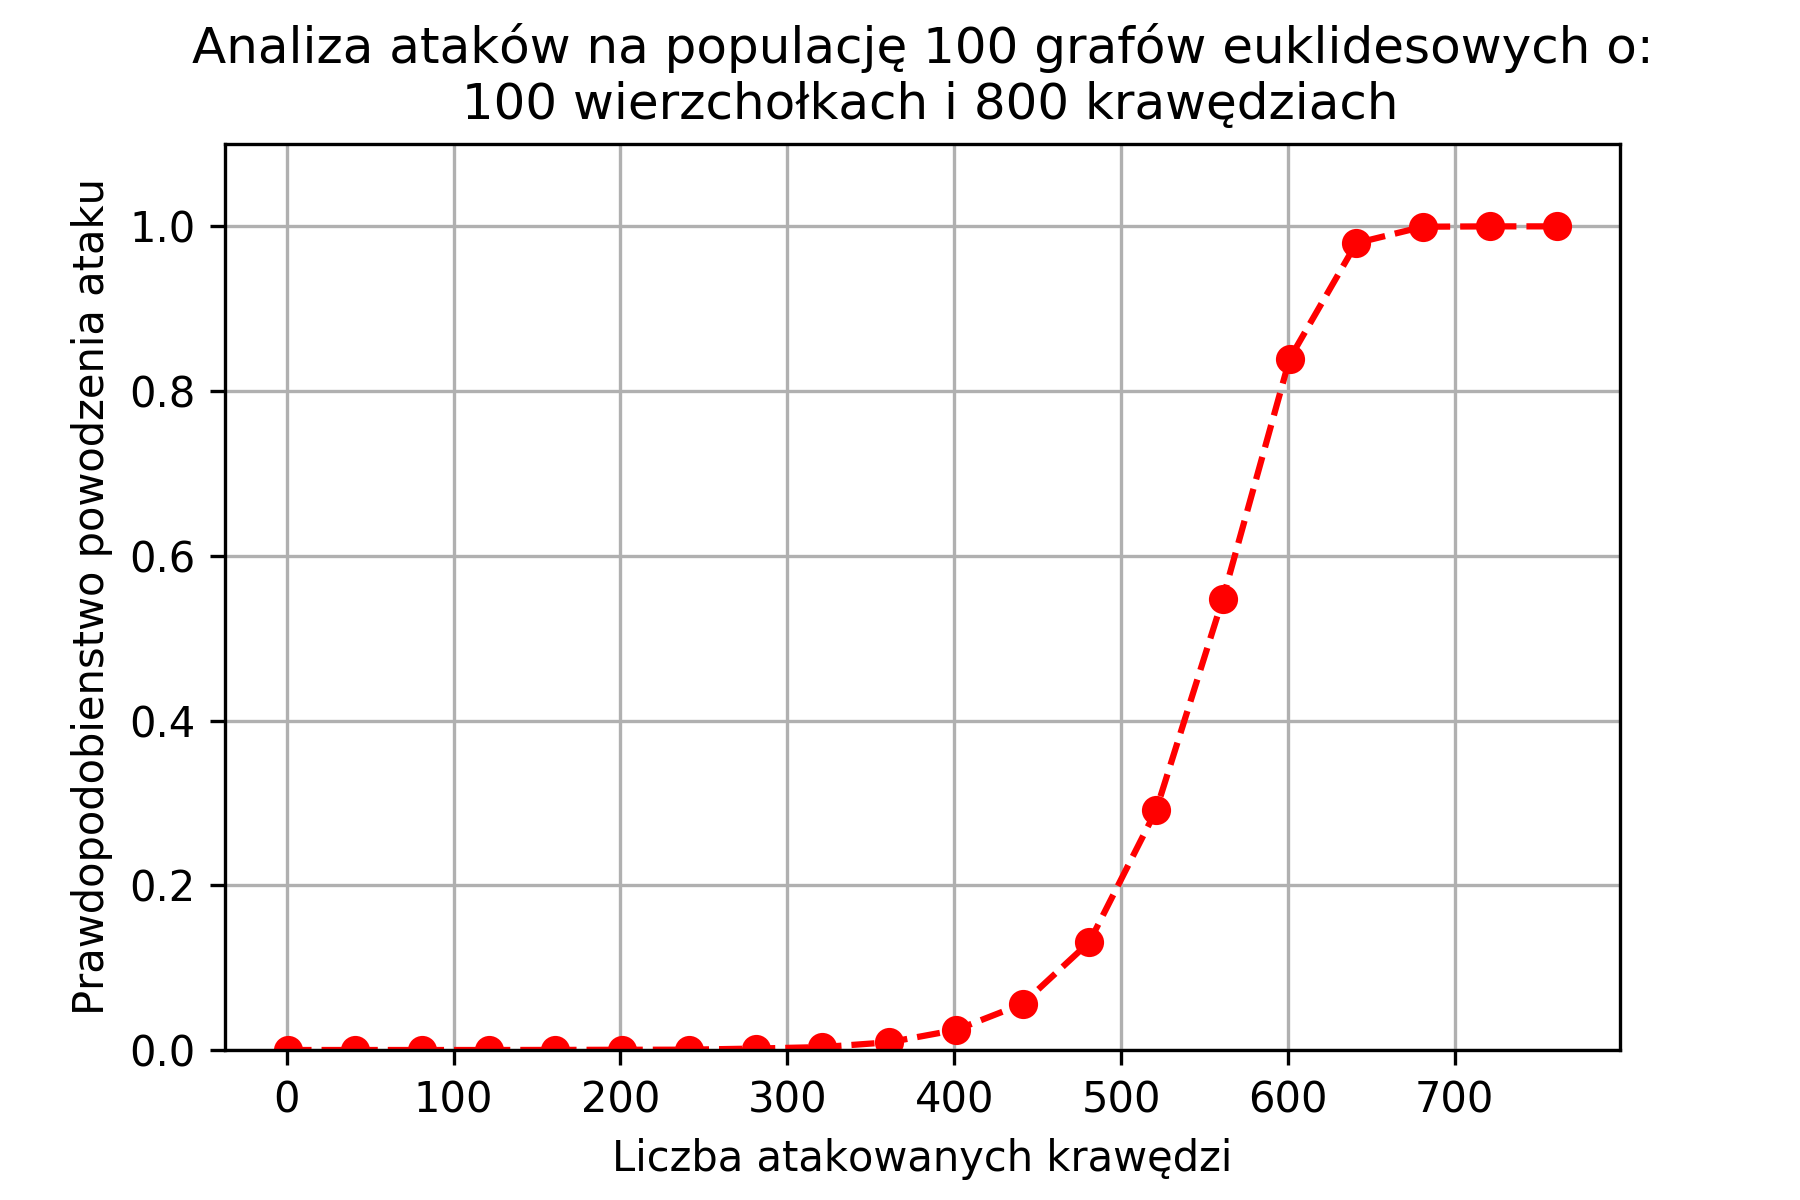 Analiza ataków na populację 100 grafów euklidesowych o:
100 wierzchołkach i 800 krawędziach
Prawdopodobienstwo powodzenia ataku
1.0
0.8
0.6
0.4
0.2
0.0
0 100 200 300 400 500 600 700
Liczba atakowanych krawędzi